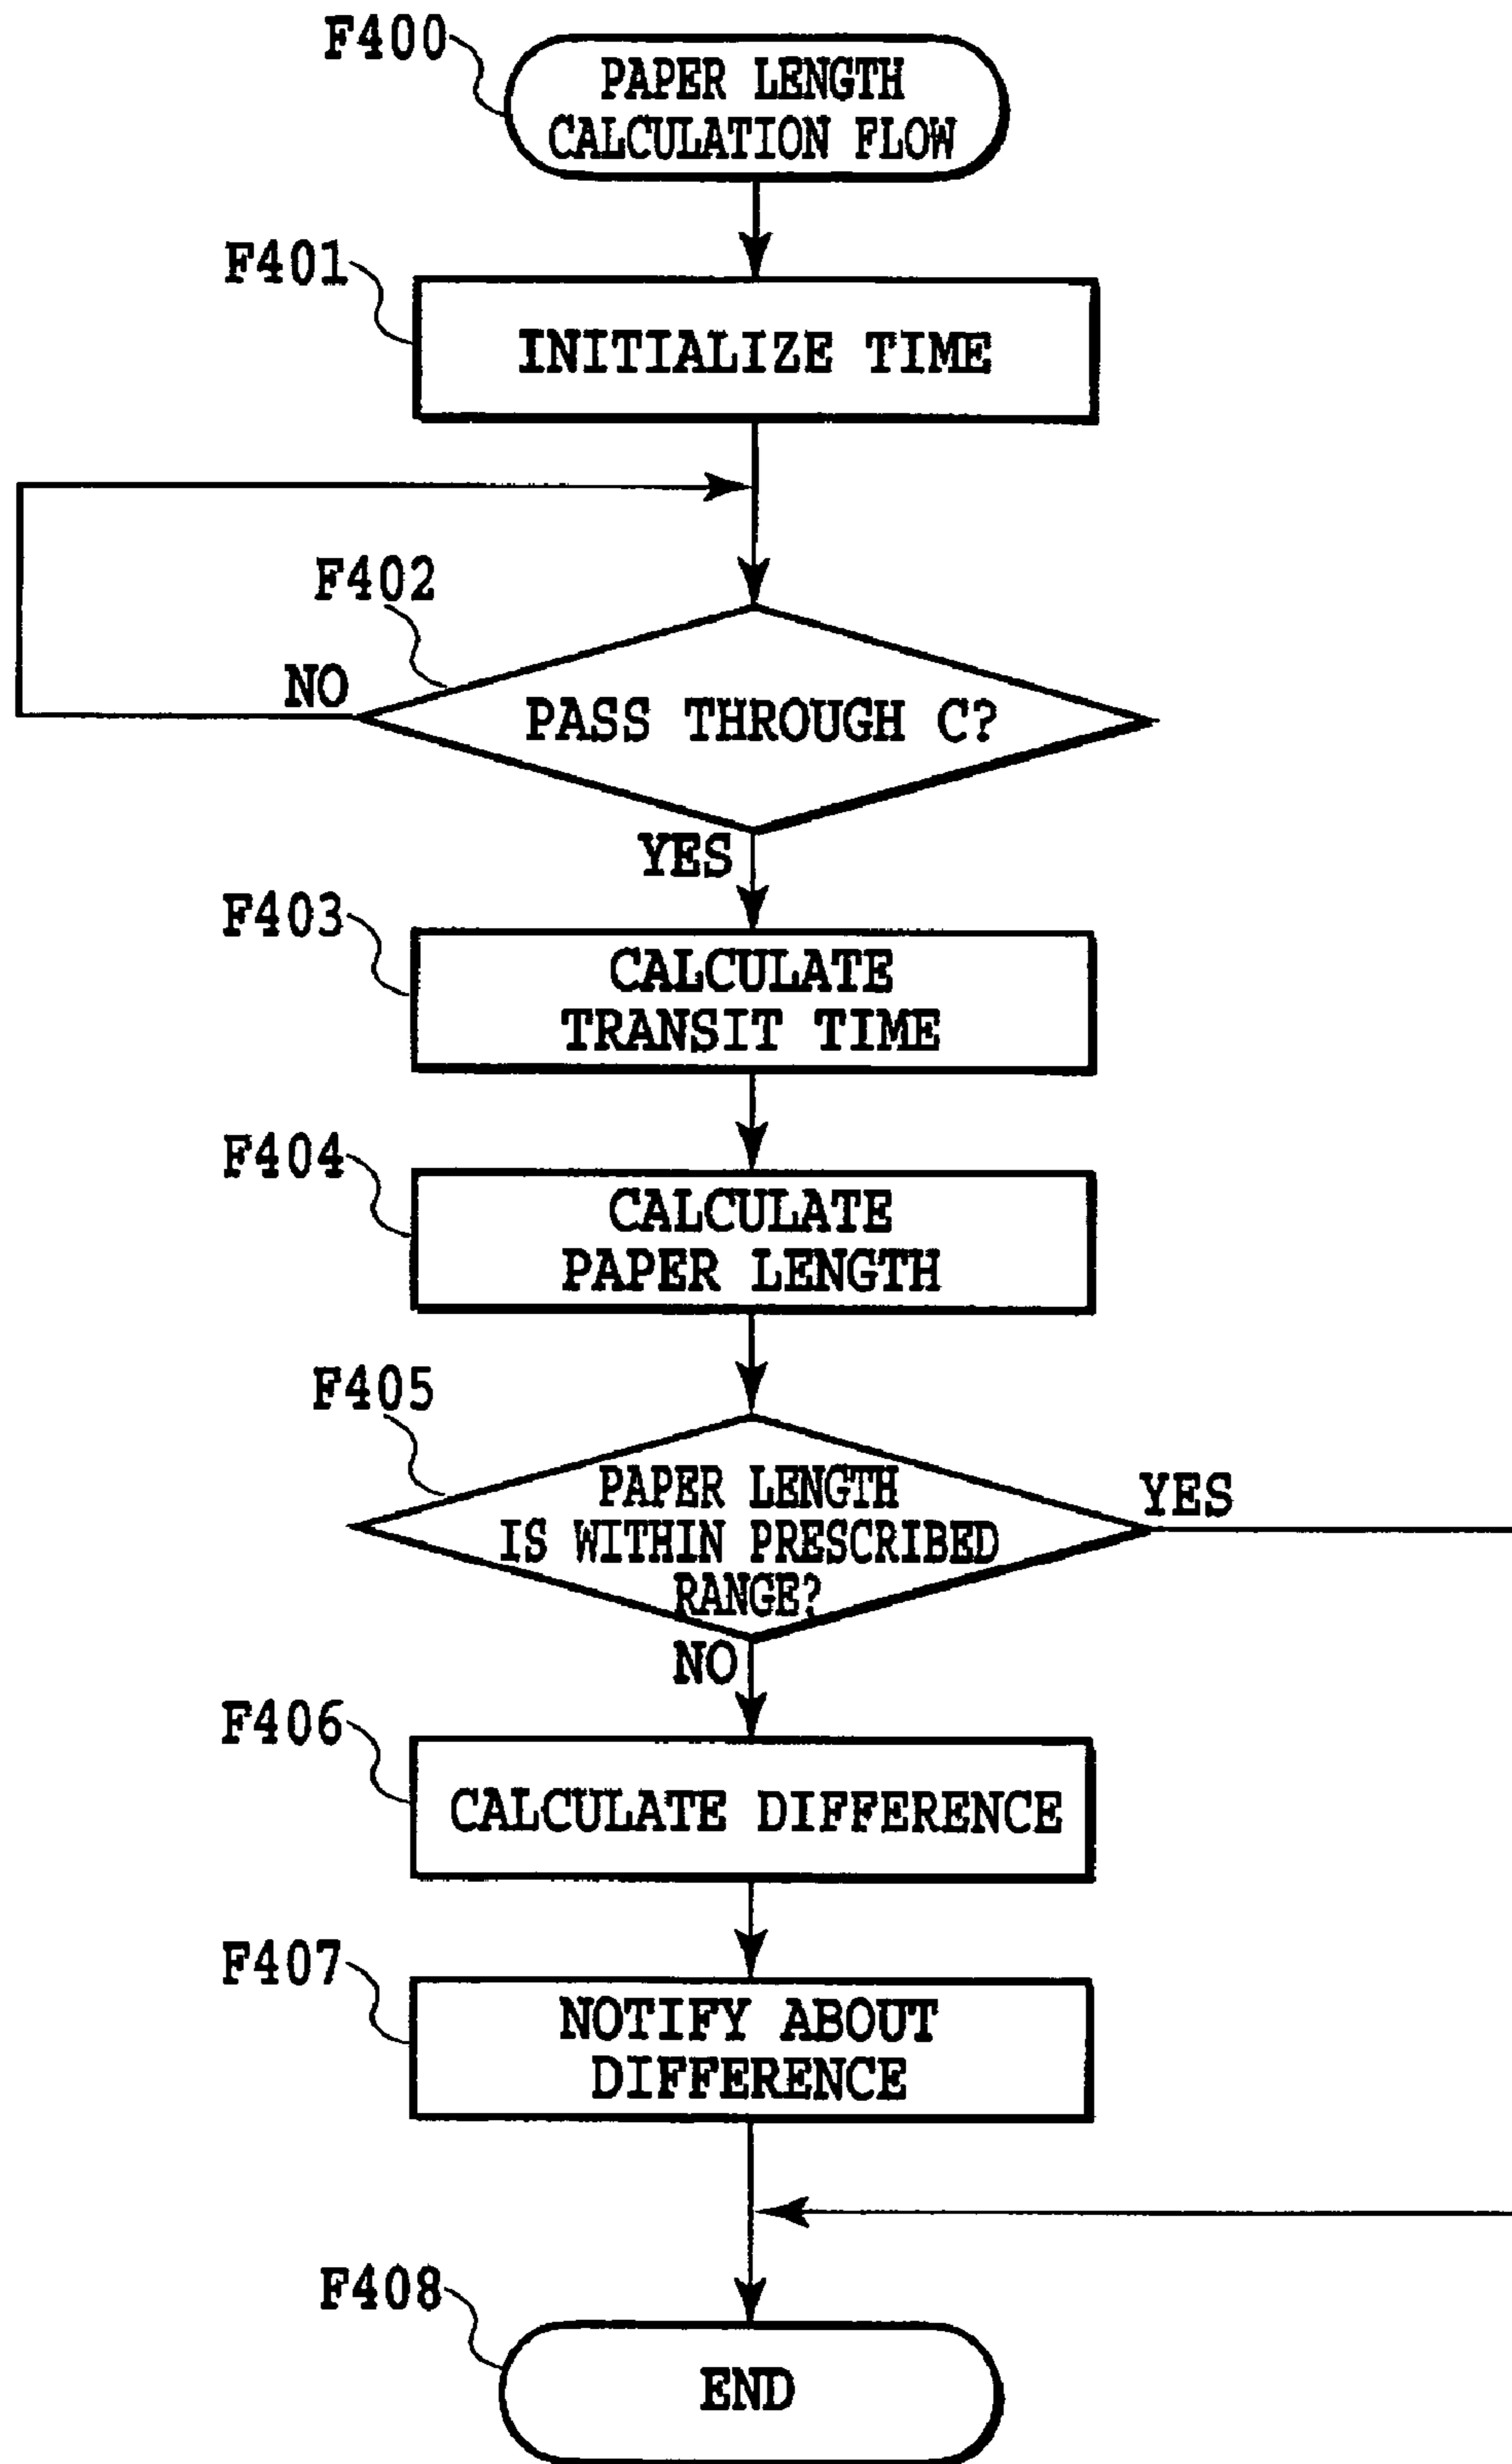 F400
PAPER LENGTH
CALCULATION FLOW
F401
INITIALIZE TIME
F402
NO
PASS THROUGH C?
YES
F403
CALCULATE
TRANSIT TIME
F404
CALCULATE
PAPER LENGTH
F405
PAPER LENGTH
IS WITHIN PRESCRIBED
RANGE?
YES
NO
F406
CALCULATE DIFFERENCE
F407
NOTIFY ABOUT
DIFFERENCE
F408
END